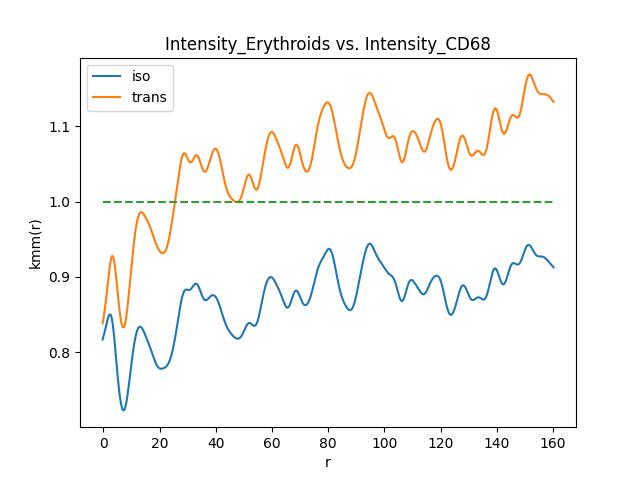 Intensity_Erythroids vs. Intensity_CD68
iso
trans
1.1
1.0
0.9
0.8
kmm(r)
0 20 40 60 80 100 120 140 160
r